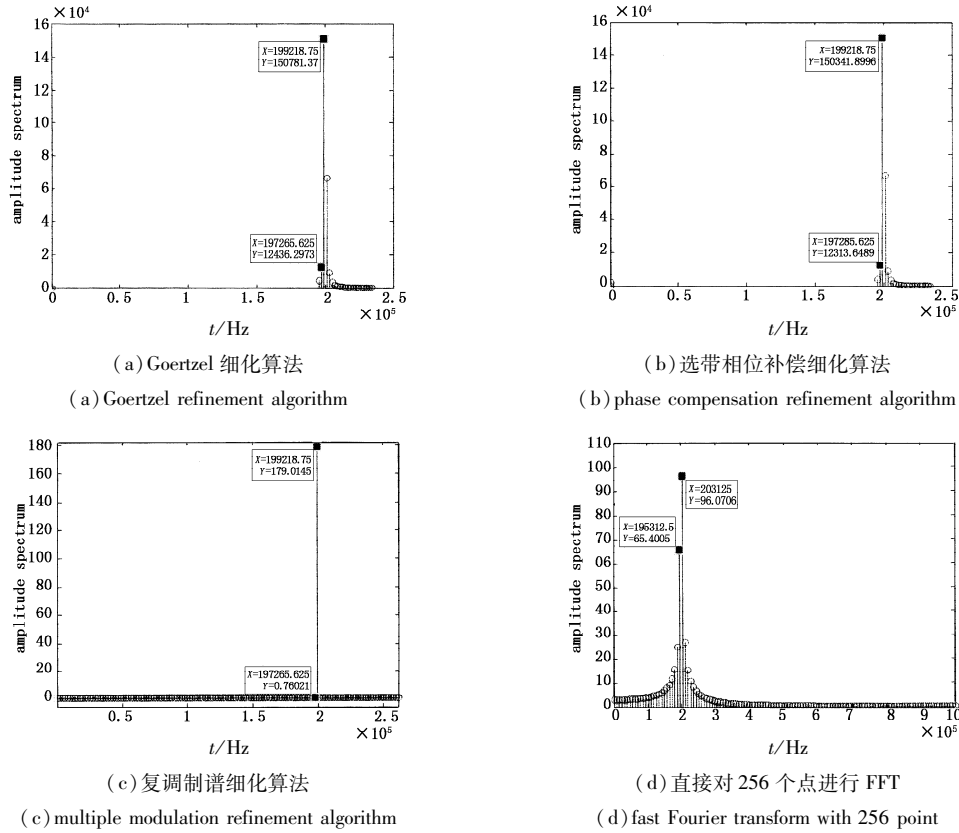 16 ×10⁴
X=199218.75
Y=150781.37
14
12
10
8
6
4
2
0
amplitude spectrum
X=197265.625
Y=12436.2973
0 0.5 1 1.5 2 2.5
×10⁵
t/Hz
(a)Goertzel 细化算法
(a)Goertzel refinement algorithm
16 ×10⁴
X=199218.75
Y=150341.8996
14
12
10
8
6
4
2
0
amplitude spectrum
X=197285.625
Y=12313.6489
0 0.5 1 1.5 2 2.5
×10⁵
t/Hz
(b)选带相位补偿细化算法
(b)phase compensation refinement algorithm
180
160
140
120
100
80
60
40
20
0
amplitude spectrum
X=199218.75
Y=179.0145
X=197265.625
Y=0.76021
0.5 1 1.5 2 2.5
×10⁵
t/Hz
(c)复调制谱细化算法
(c)multiple modulation refinement algorithm
110
100
90
80
70
06
50
40
30
20
10
0
amplitude spectrum
X=203125
Y=96.0706
X=195312.5
Y=65.4005
0 1 2 3 4 5 6 7 8 9 10
×10⁵
t/Hz
(d)直接对 256 个点进行 FFT
(d)fast Fourier transform with 256 point